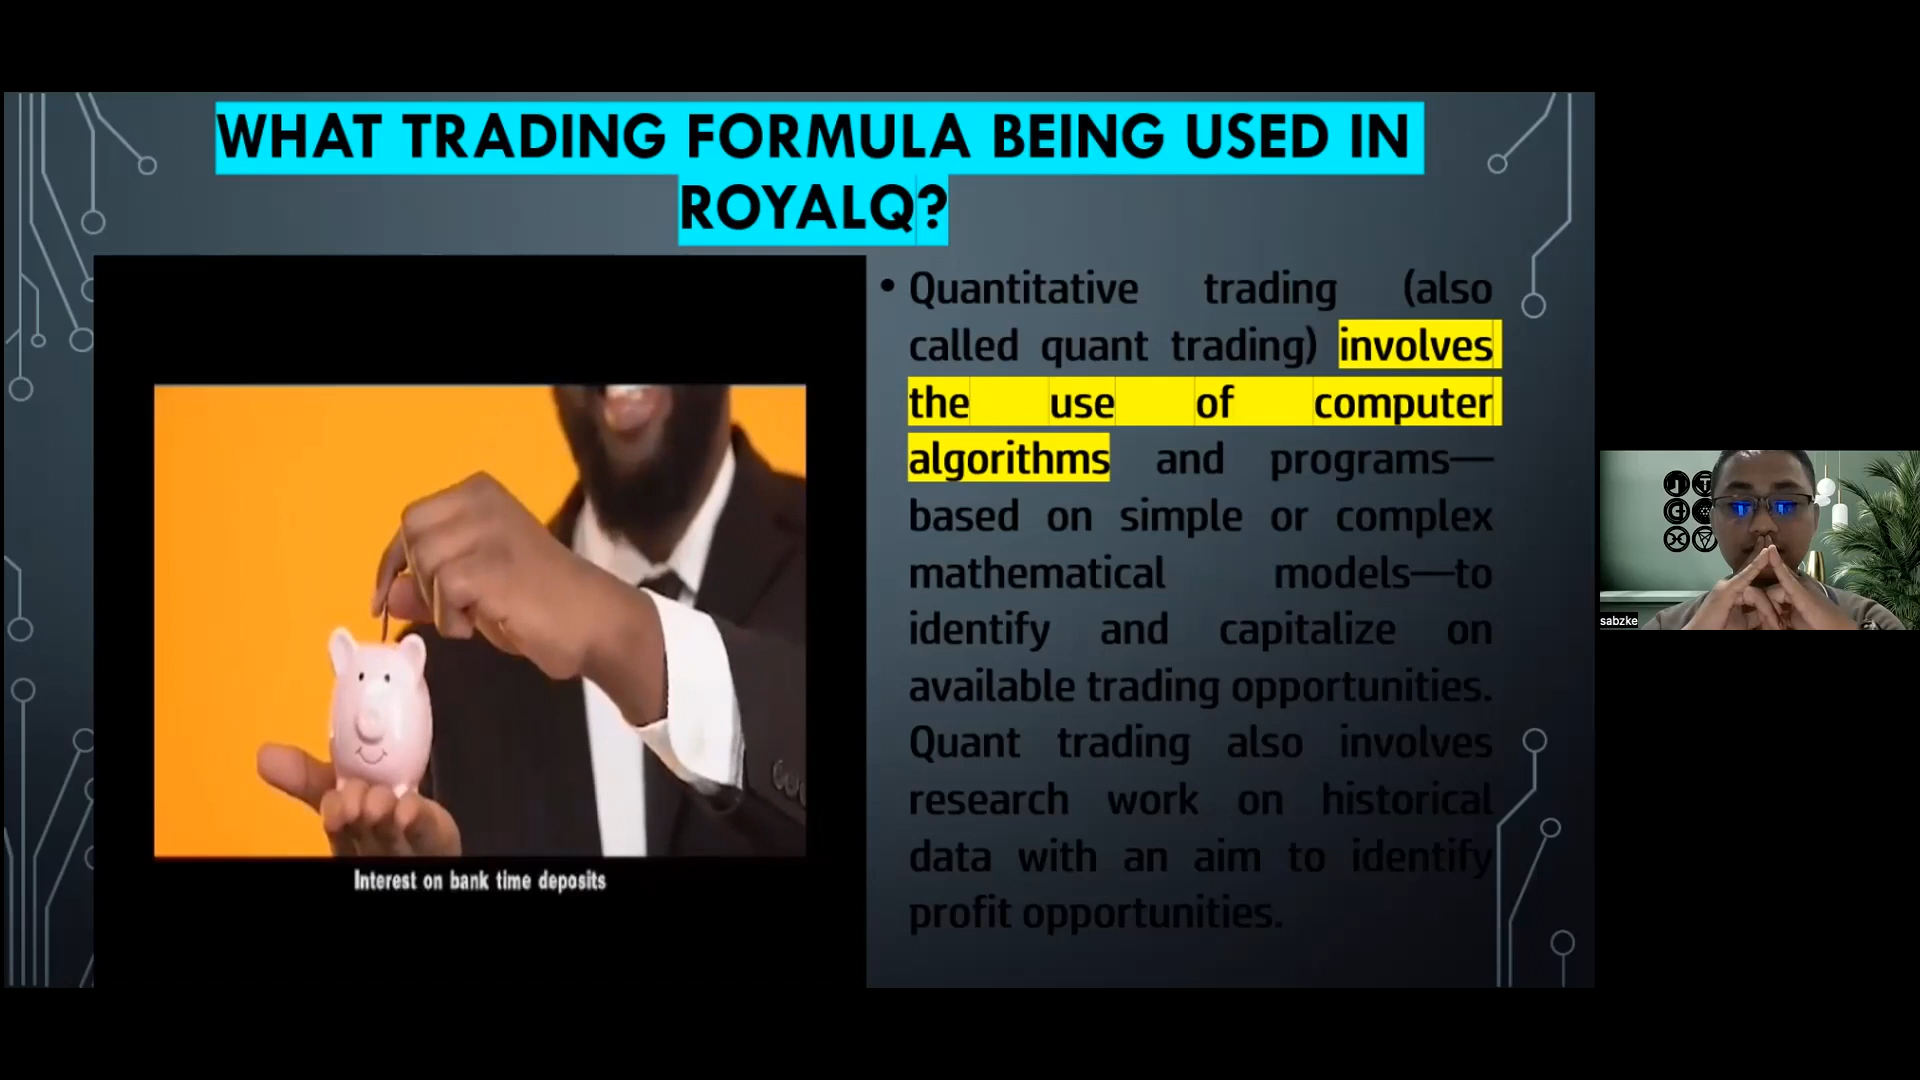 WHAT TRADING FORMULA BEING USED IN
ROYALQ?
• Quantitative trading (also
called quant trading) involves
the use of computer
algorithms and programs—
based on simple or complex
mathematical models—to
identify and capitalize on
available trading opportunities.
Quant trading also involves
research work on historical
data with an aim to identify
profit opportunities.
Interest on bank time deposits
sabzke